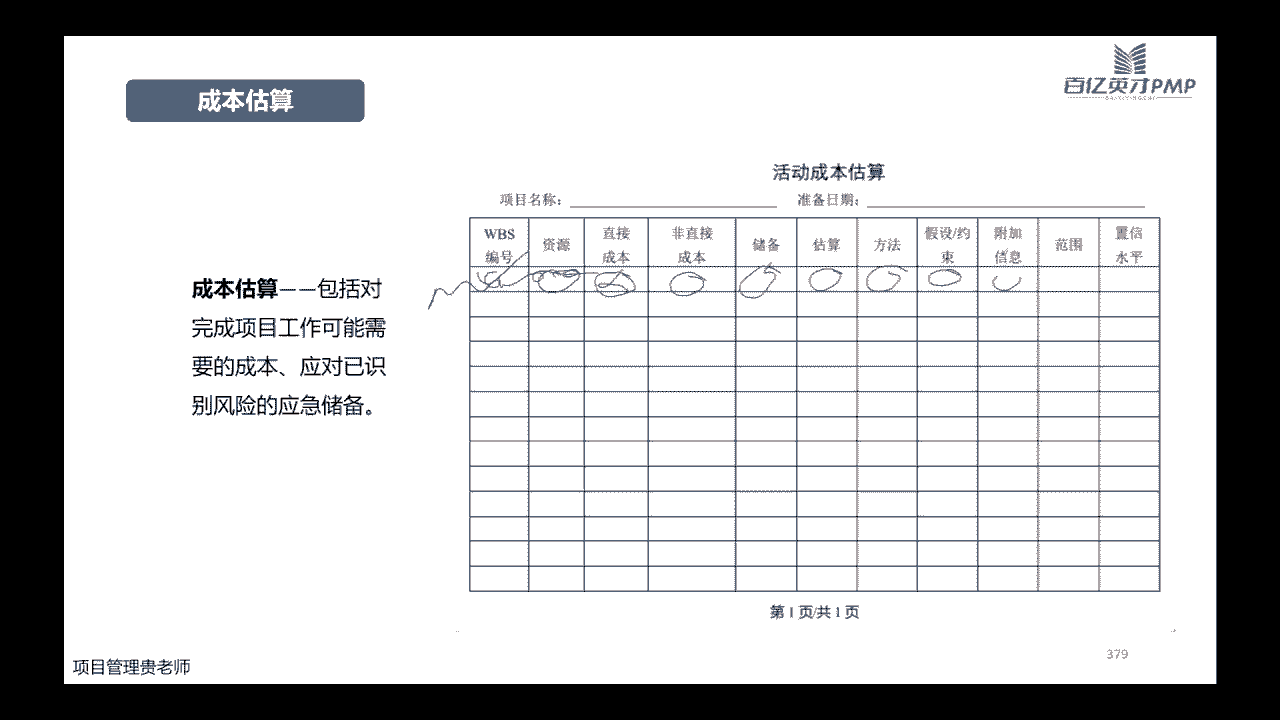 成本估算
百亿英才PMP
活动成本估算
项目名称: 准备日期:
WBS编号 资源 直接成本 非直接成本 储备 估算 方法 假设/约束 附加信息 范围 置信水平
成本估算——包括对
完成项目工作可能需
要的成本、应对已识
别风险的应急储备。
第1页/共1页
379
项目管理贵老师